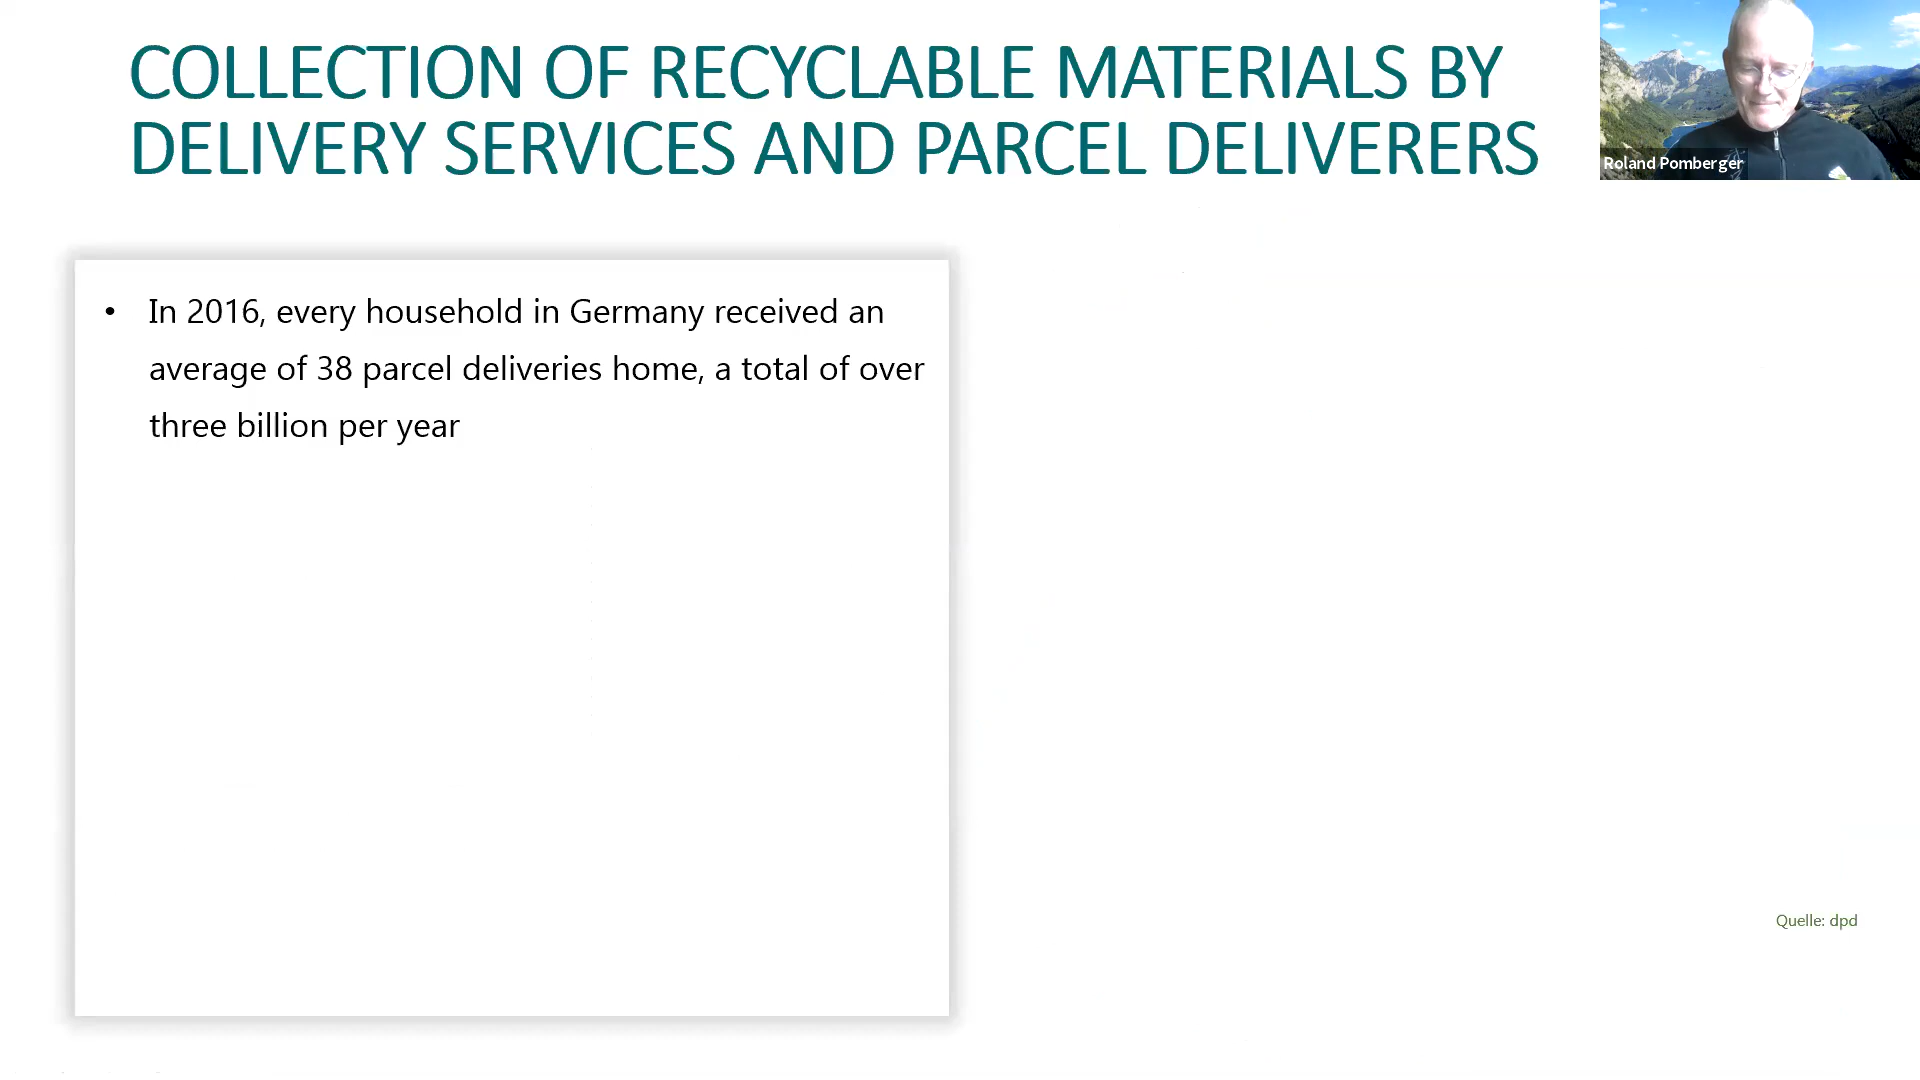 COLLECTION OF RECYCLABLE MATERIALS BY
DELIVERY SERVICES AND PARCEL DELIVERERS
Roland Pomberger
• In 2016, every household in Germany received an
average of 38 parcel deliveries home, a total of over
three billion per year
Quelle: dpd